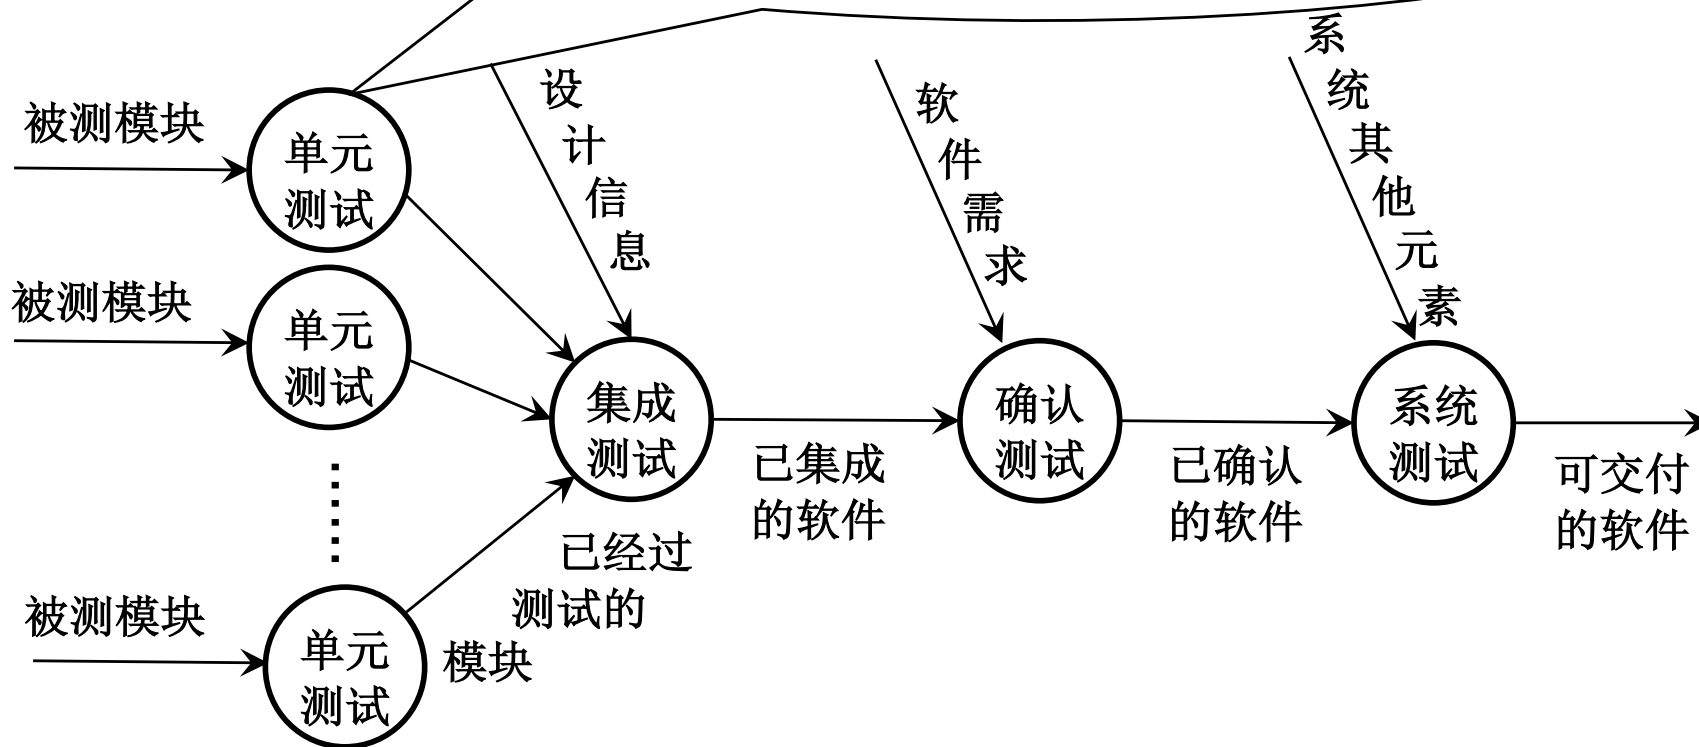 被测模块
单元
测试
被测模块
单元
测试
被测模块
单元
测试
设计信息
已经过
测试的
模块
集成
测试
已集成
的软件
软件需求
确认
测试
已确认
的软件
系统其他元素
系统
测试
可交付
的软件